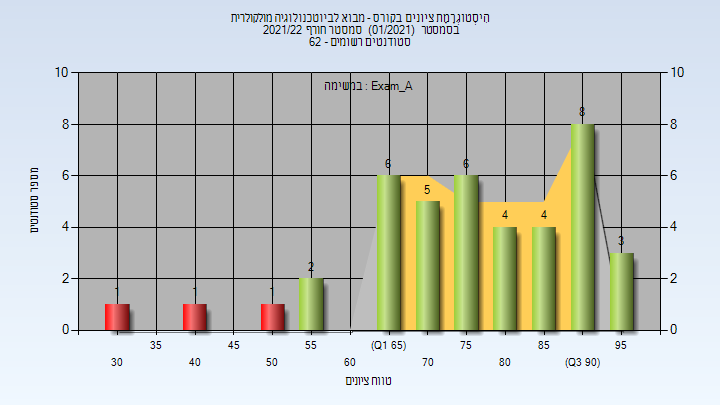 היסטוגרמת ציונים בקורס - מבוא לביוטכנולוגיה מולקולרית
בסמסטר (01/2021) סמסטר חורף 2021/22
סטודנטים רשומים - 62
במשימה : Exam_A
10 10
8 8
6 6
4 4
2 2
0 0
1 1 1 2 6 5 6 4 4 8 3
מספר סטודנטים
35 45 55 (Q1 65) 75 85 95
30 40 50 60 70 80 (Q3 90)
טווח ציונים